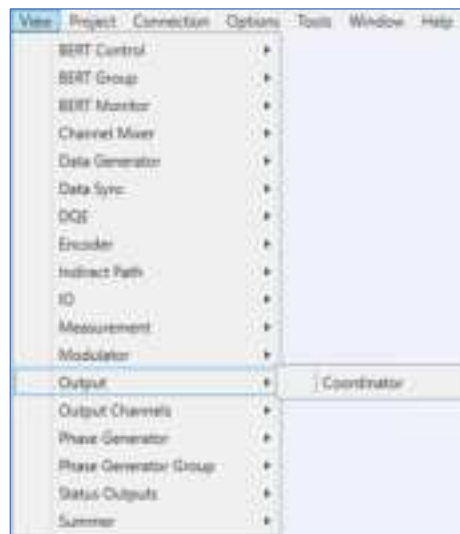 View Project Connection Options Tools Window Help
BERT Control
BERT Group
BERT Monitor
Channel Mixer
Data Generator
Data Sync
DQE
Encoder
Indirect Path
IO
Measurement
Modulator
Output
Coordinator
Output Channels
Phase Generator
Phase Generator Group
Status Outputs
Summer